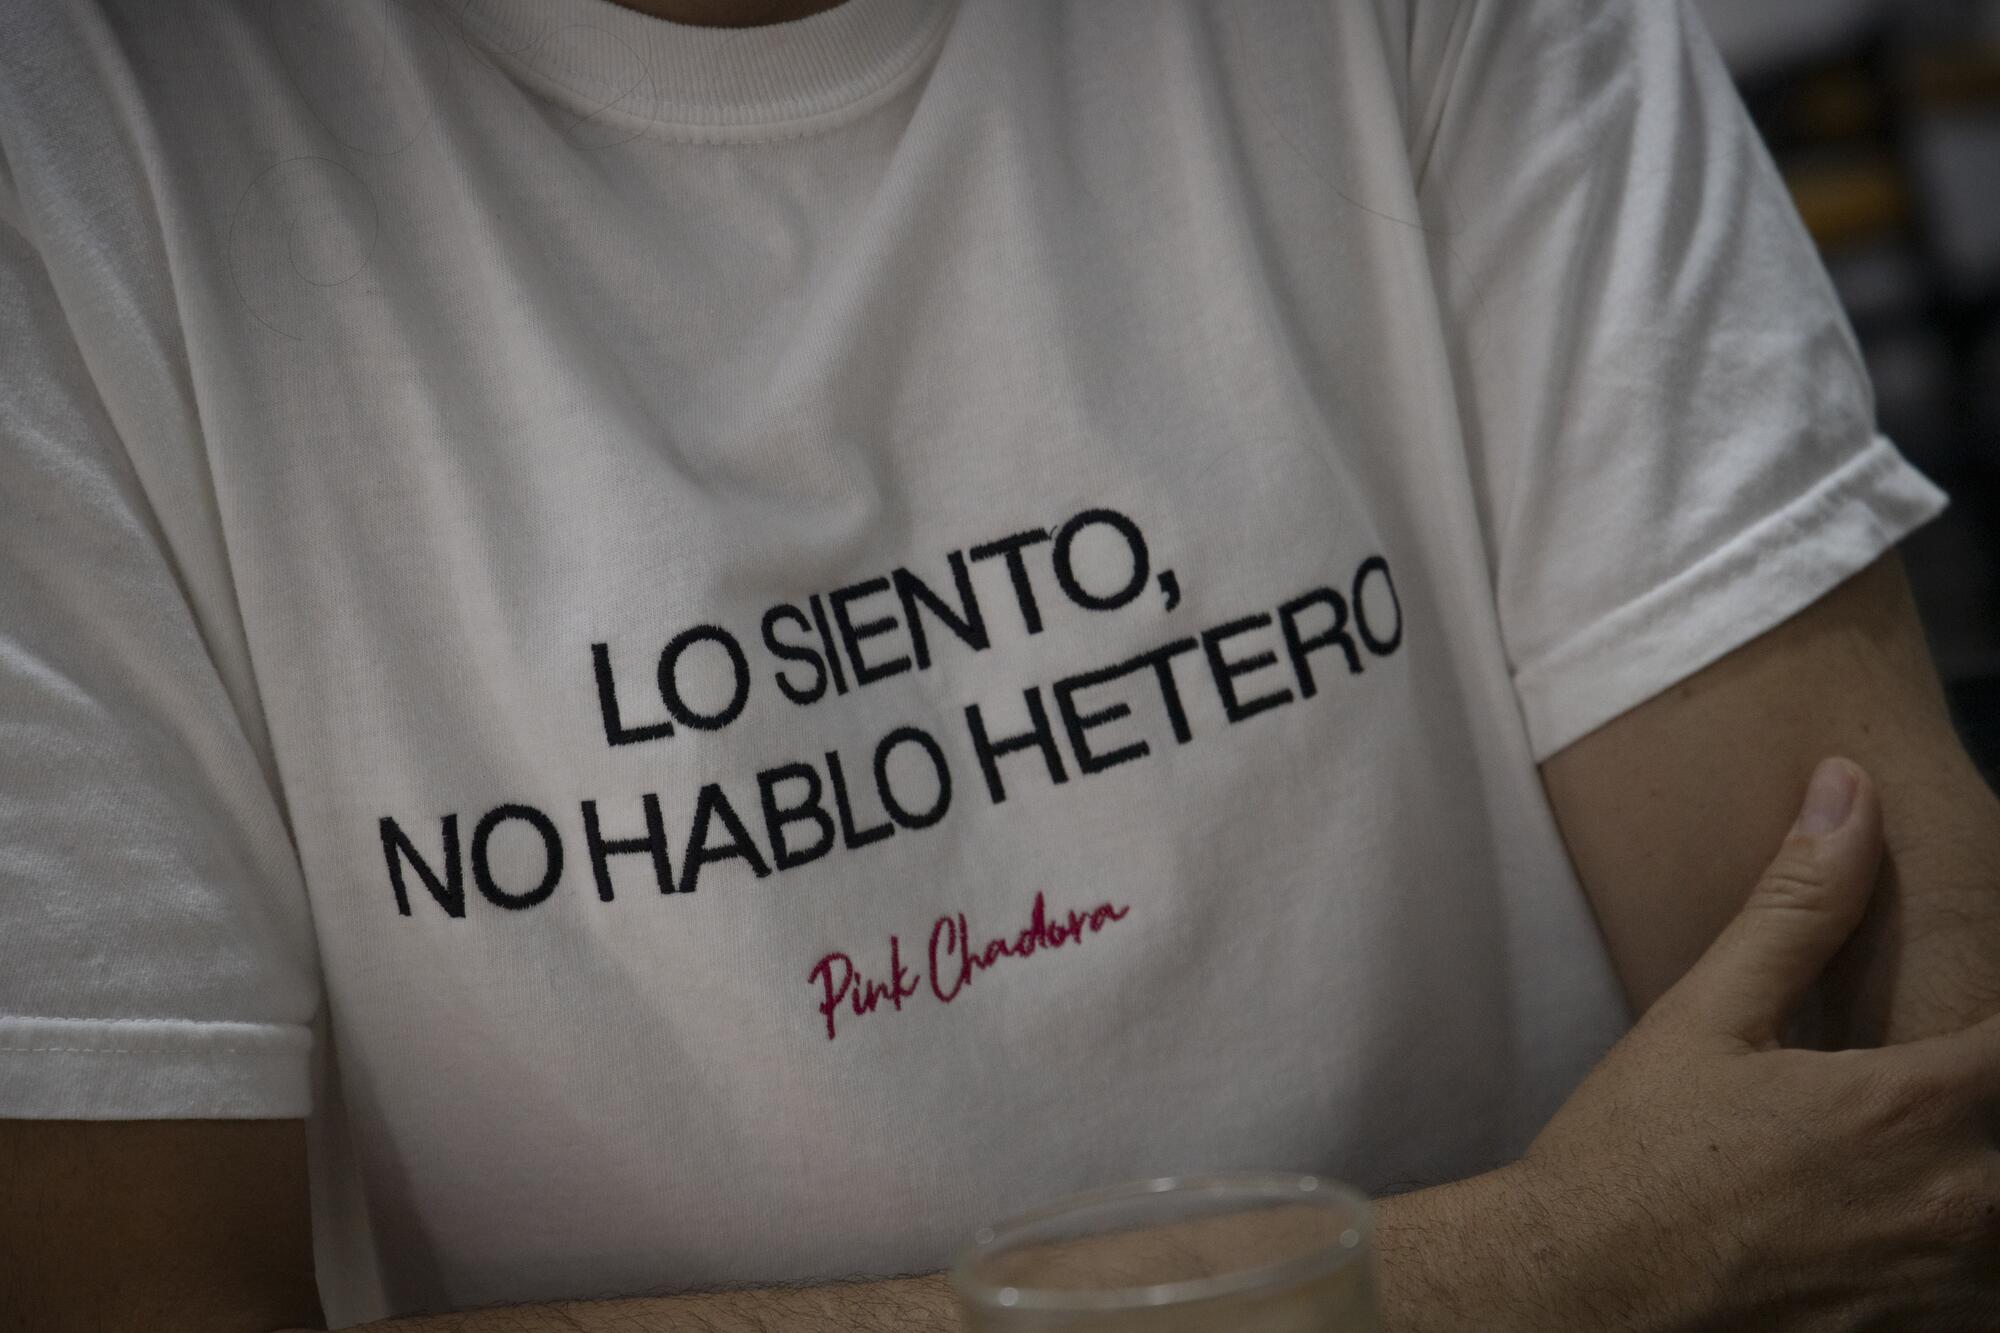 LO SIENTO,
NO HABLO HETERO
Pink Chadora